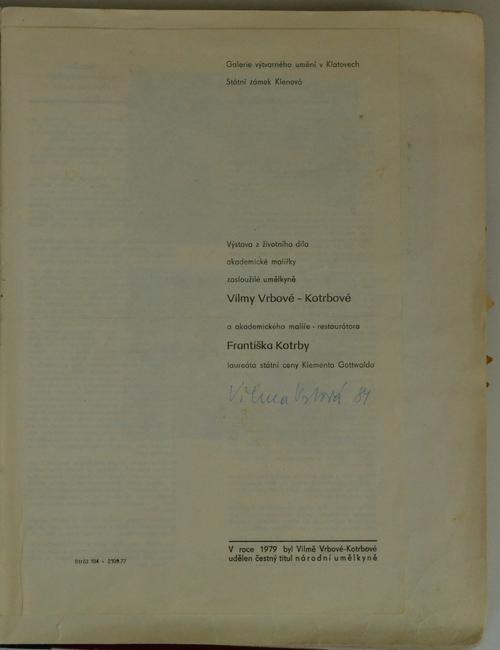 Galerie výtvarného umění v Klatovech
Státní zámek Klenová
Výstava z životního díla
akademické malířky
zasloužilé umělkyně
Vilmy Vrbové - Kotrbové
a akademického malíře - restaurátora
Františka Kotrby
laureáta státní ceny Klementa Gottwalda
Vilma Vrbová 84
V roce 1979 byl Vilmě Vrbové-Kotrbové
udělen čestný titul národní umělkyně